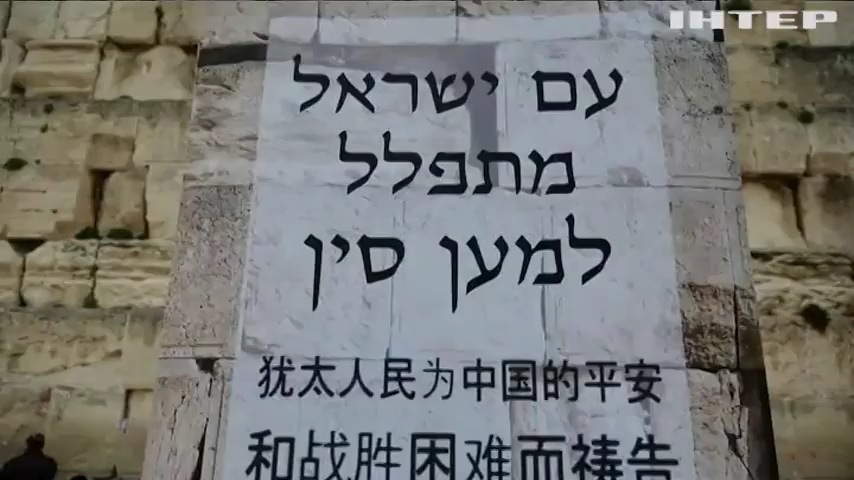 ІНТЕР
עם ישראל
מתפלל
למען סין
犹太人民为中国的平安
和战胜困难而祷告